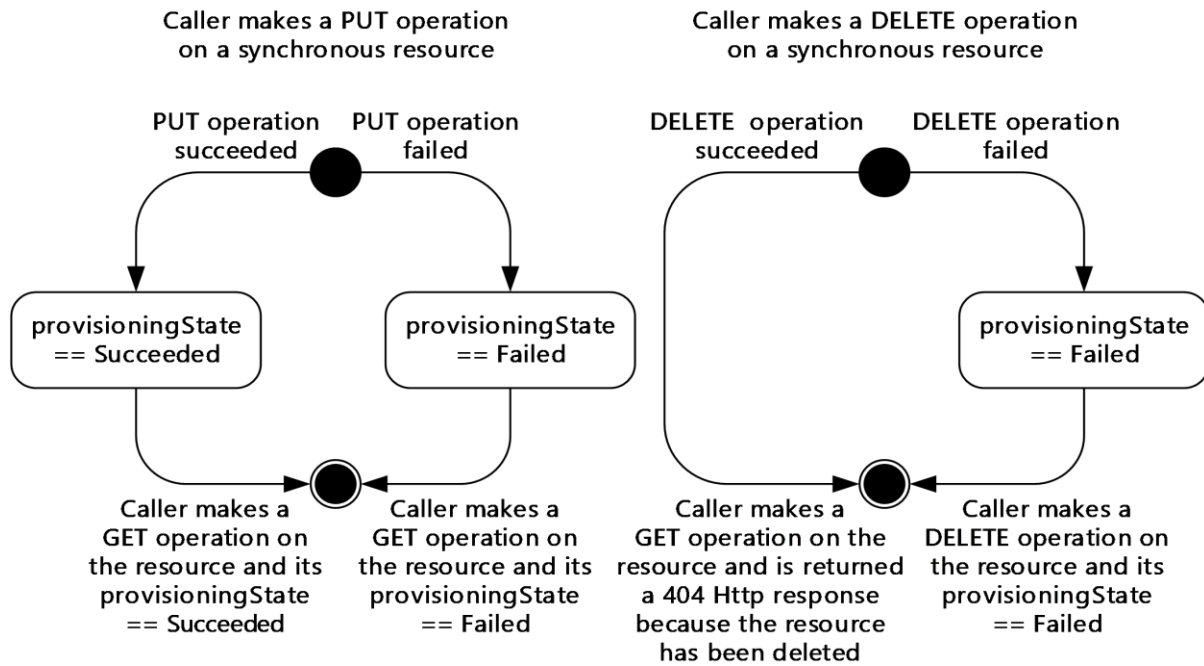 Caller makes a PUT operation
on a synchronous resource
PUT operation
succeeded
PUT operation
failed
provisioningState
== Succeeded
provisioningState
== Failed
Caller makes a
GET operation on
the resource and its
provisioningState
== Succeeded
Caller makes a
GET operation on
the resource and its
provisioningState
== Failed
Caller makes a DELETE operation
on a synchronous resource
DELETE operation
succeeded
DELETE operation
failed
provisioningState
== Failed
Caller makes a
GET operation on the
resource and is returned
a 404 Http response
because the resource
has been deleted
Caller makes a
DELETE operation on
the resource and its
provisioningState
== Failed